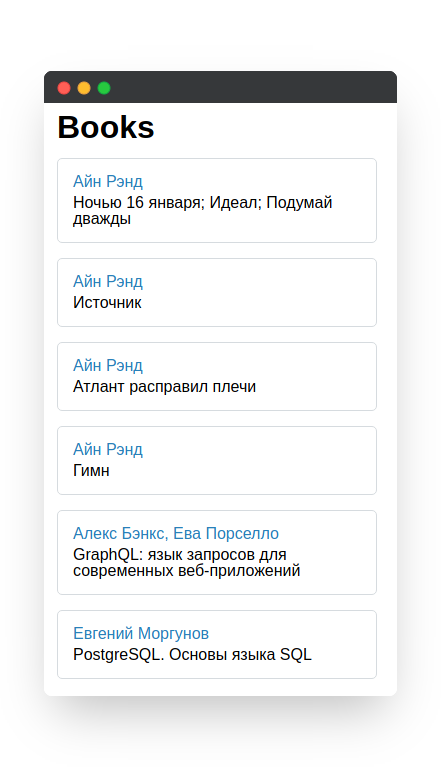 Books
Айн Рэнд
Ночью 16 января; Идеал; Подумай
дважды
Айн Рэнд
Источник
Айн Рэнд
Атлант расправил плечи
Айн Рэнд
Гимн
Алекс Бэнкс, Ева Порселло
GraphQL: язык запросов для
современных веб-приложений
Евгений Моргунов
PostgreSQL. Основы языка SQL